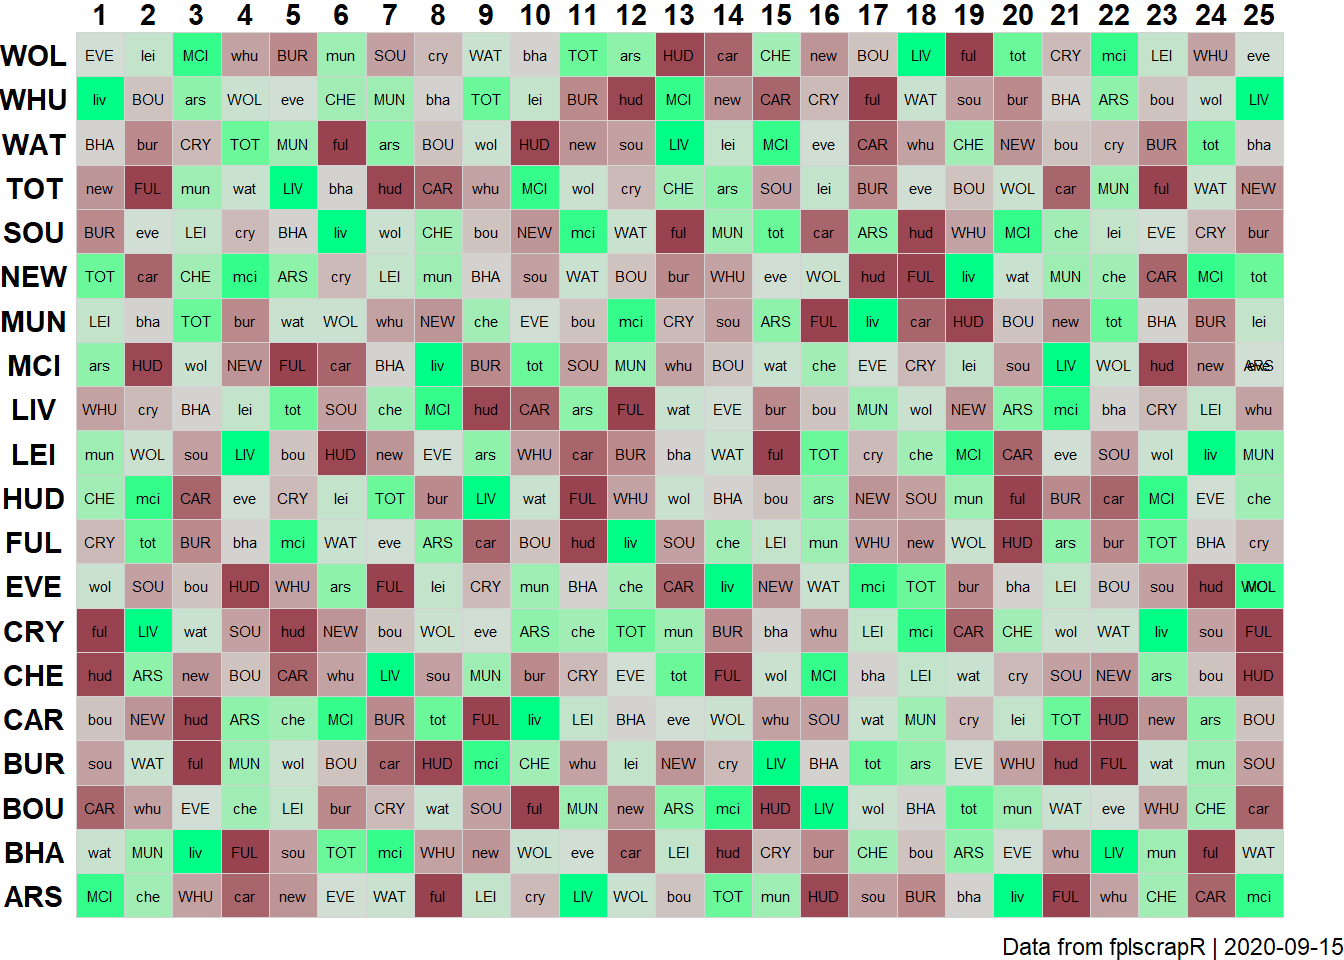 1 2 3 4 5 6 7 8 9 10 11 12 13 14 15 16 17 18 19 20 21 22 23 24 25
WOL EVE lei MCI whu BUR mun SOU cry WAT bha TOT ars HUD car CHE new BOU LIV ful tot CRY mci LEI WHU eve
WHU liv BOU ars WOL eve CHE MUN bha TOT lei BUR hud MCI new CAR CRY ful WAT sou bur BHA ARS bou wol LIV
WAT BHA bur CRY TOT MUN ful ars BOU wol HUD new sou LIV lei MCI eve CAR whu CHE NEW bou cry BUR tot bha
TOT new FUL mun wat LIV bha hud CAR whu MCI wol cry CHE ars SOU lei BUR eve BOU WOL car MUN ful WAT NEW
SOU BUR eve LEI cry BHA liv wol CHE bou NEW mci WAT ful MUN tot car ARS hud WHU MCI che lei EVE CRY bur
NEW TOT car CHE mci ARS cry LEI mun BHA sou WAT BOU bur WHU eve WOL hud FUL liv wat MUN che CAR MCI tot
MUN LEI bha TOT bur wat WOL whu NEW che EVE bou mci CRY sou ARS FUL liv car HUD BOU new tot BHA BUR lei
MCI ars HUD wol NEW FUL car BHA liv BUR tot SOU MUN whu BOU wat che EVE CRY lei sou LIV WOL hud new ARS eve
LIV WHU cry BHA lei tot SOU che MCI hud CAR ars FUL wat EVE bur bou MUN wol NEW ARS mci bha CRY LEI whu
LEI mun WOL sou LIV bou HUD new EVE ars WHU car BUR bha WAT ful TOT cry che MCI CAR eve SOU wol liv MUN
HUD CHE mci CAR eve CRY lei TOT bur LIV wat FUL WHU wol BHA bou ars NEW SOU mun ful BUR car MCI EVE che
FUL CRY tot BUR bha mci WAT eve ARS car BOU hud liv SOU che LEI mun WHU new WOL HUD ars bur TOT BHA cry
EVE wol SOU bou HUD WHU ars FUL lei CRY mun BHA che CAR liv NEW WAT mci TOT bur bha LEI BOU sou hud WOL
CRY ful LIV wat SOU hud NEW bou WOL eve ARS che TOT mun BUR bha whu LEI mci CAR CHE wol WAT liv sou FUL
CHE hud ARS new BOU CAR whu LIV sou MUN bur CRY EVE tot FUL wol MCI bha LEI wat cry SOU NEW ars bou HUD
CAR bou NEW hud ARS che MCI BUR tot FUL liv LEI BHA eve WOL whu SOU wat MUN cry lei TOT HUD new ars BOU
BUR sou WAT ful MUN wol BOU car HUD mci CHE whu lei NEW cry LIV BHA tot ars EVE WHU hud FUL wat mun SOU
BOU CAR whu EVE che LEI bur CRY wat SOU ful MUN new ARS mci HUD LIV wol BHA tot mun WAT eve WHU CHE car
BHA wat MUN liv FUL sou TOT mci WHU new WOL eve car LEI hud CRY bur CHE bou ARS EVE whu LIV mun ful WAT
ARS MCI che WHU car new EVE WAT ful LEI cry LIV WOL bou TOT mun HUD sou BUR bha liv FUL whu CHE CAR mci
Data from fplscrapR | 2020-09-15